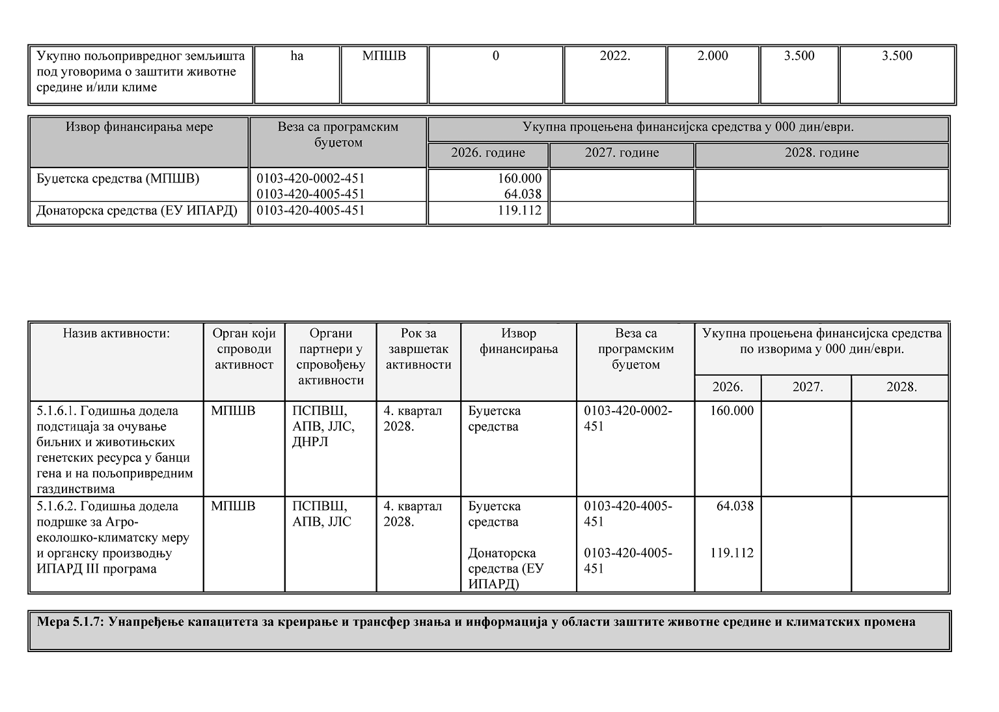 Укупно пољопривредног земљишта
под уговорима о заштити животне
средине и/или климе
ha
МПШВ
0
2022.
2.000
3.500
3.500
Извор финансирања мере
Веза са програмским
буџетом
Укупна процењена финансијска средства у 000 дин/еври.
2026. године
2027. године
2028. године
Буџетска средства (МПШВ)
0103-420-0002-451
0103-420-4005-451
160.000
64.038
Донаторска средства (ЕУ ИПАРД)
0103-420-4005-451
119.112
Назив активности:
Орган који
спроводи
активност
Органи
партнери у
спровођењу
активности
Рок за
завршетак
активности
Извор
финансирања
Веза са
програмским
буџетом
Укупна процењена финансијска средства
по изворима у 000 дин/еври.
2026.
2027.
2028.
5.1.6.1. Годишња додела
подстицаја за очување
биљних и животињских
генетских ресурса у банци
гена и на пољопривредним
газдинствима
МПШВ
ПСПВШ,
АПВ, ЈЛС,
ДНРЛ
4. квартал
2028.
Буџетска
средства
0103-420-0002-
451
160.000
5.1.6.2. Годишња додела
подршке за Агро-
еколошко-климатску меру
и органску производњу
ИПАРД III програма
МПШВ
ПСПВШ,
АПВ, ЈЛС
4. квартал
2028.
Буџетска
средства
Донаторска
средства (ЕУ
ИПАРД)
0103-420-4005-
451
0103-420-4005-
451
64.038
119.112
Мера 5.1.7: Унапређење капацитета за креирање и трансфер знања и информација у области заштите животне средине и климатских промена